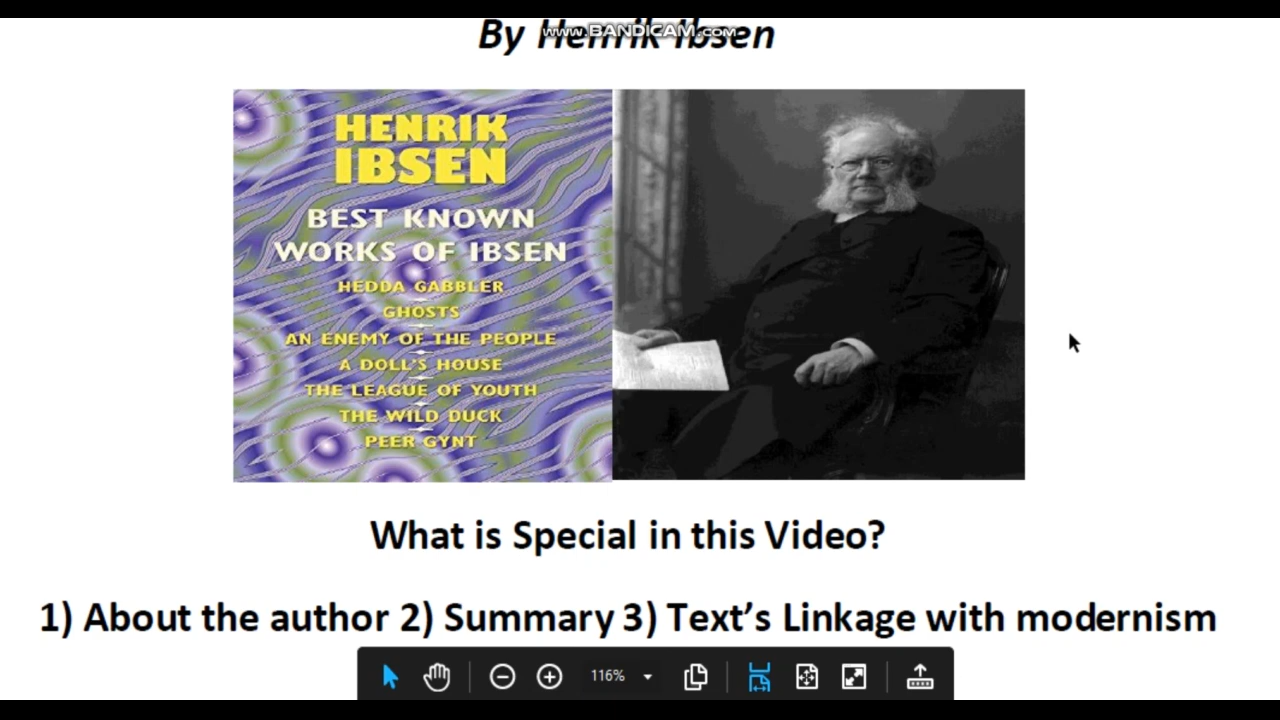 www.BANDICAM.com
By Henrik Ibsen
HENRIK
IBSEN
BEST KNOWN
WORKS OF IBSEN
HEDDA GABBLER
GHOSTS
AN ENEMY OF THE PEOPLE
A DOLL'S HOUSE
THE LEAGUE OF YOUTH
THE WILD DUCK
PEER GYNT
What is Special in this Video?
1) About the author 2) Summary 3) Text's Linkage with modernism
116%